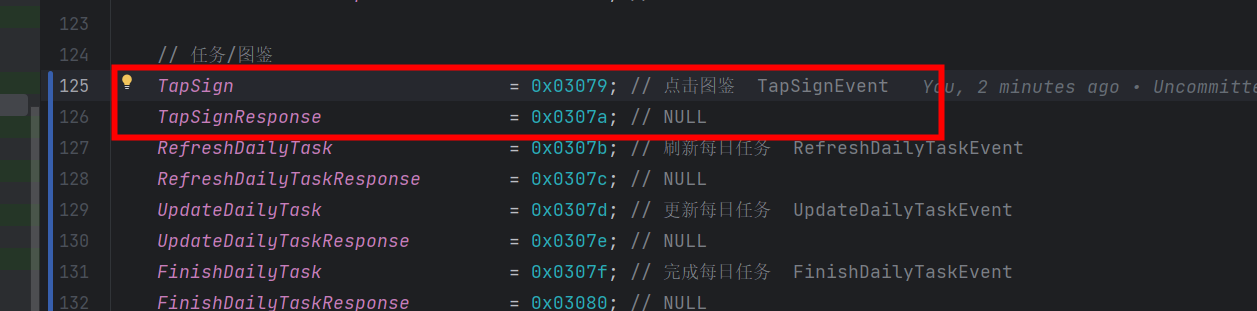 123
124 // 任务/图鉴
125 TapSign = 0x03079; // 点击图鉴 TapSignEvent You, 2 minutes ago • Uncommitte
126 TapSignResponse = 0x0307a; // NULL
127 RefreshDailyTask = 0x0307b; // 刷新每日任务 RefreshDailyTaskEvent
128 RefreshDailyTaskResponse = 0x0307c; // NULL
129 UpdateDailyTask = 0x0307d; // 更新每日任务 UpdateDailyTaskEvent
130 UpdateDailyTaskResponse = 0x0307e; // NULL
131 FinishDailyTask = 0x0307f; // 完成每日任务 FinishDailyTaskEvent
132 FinishDailyTaskResponse = 0x03080; // NULL